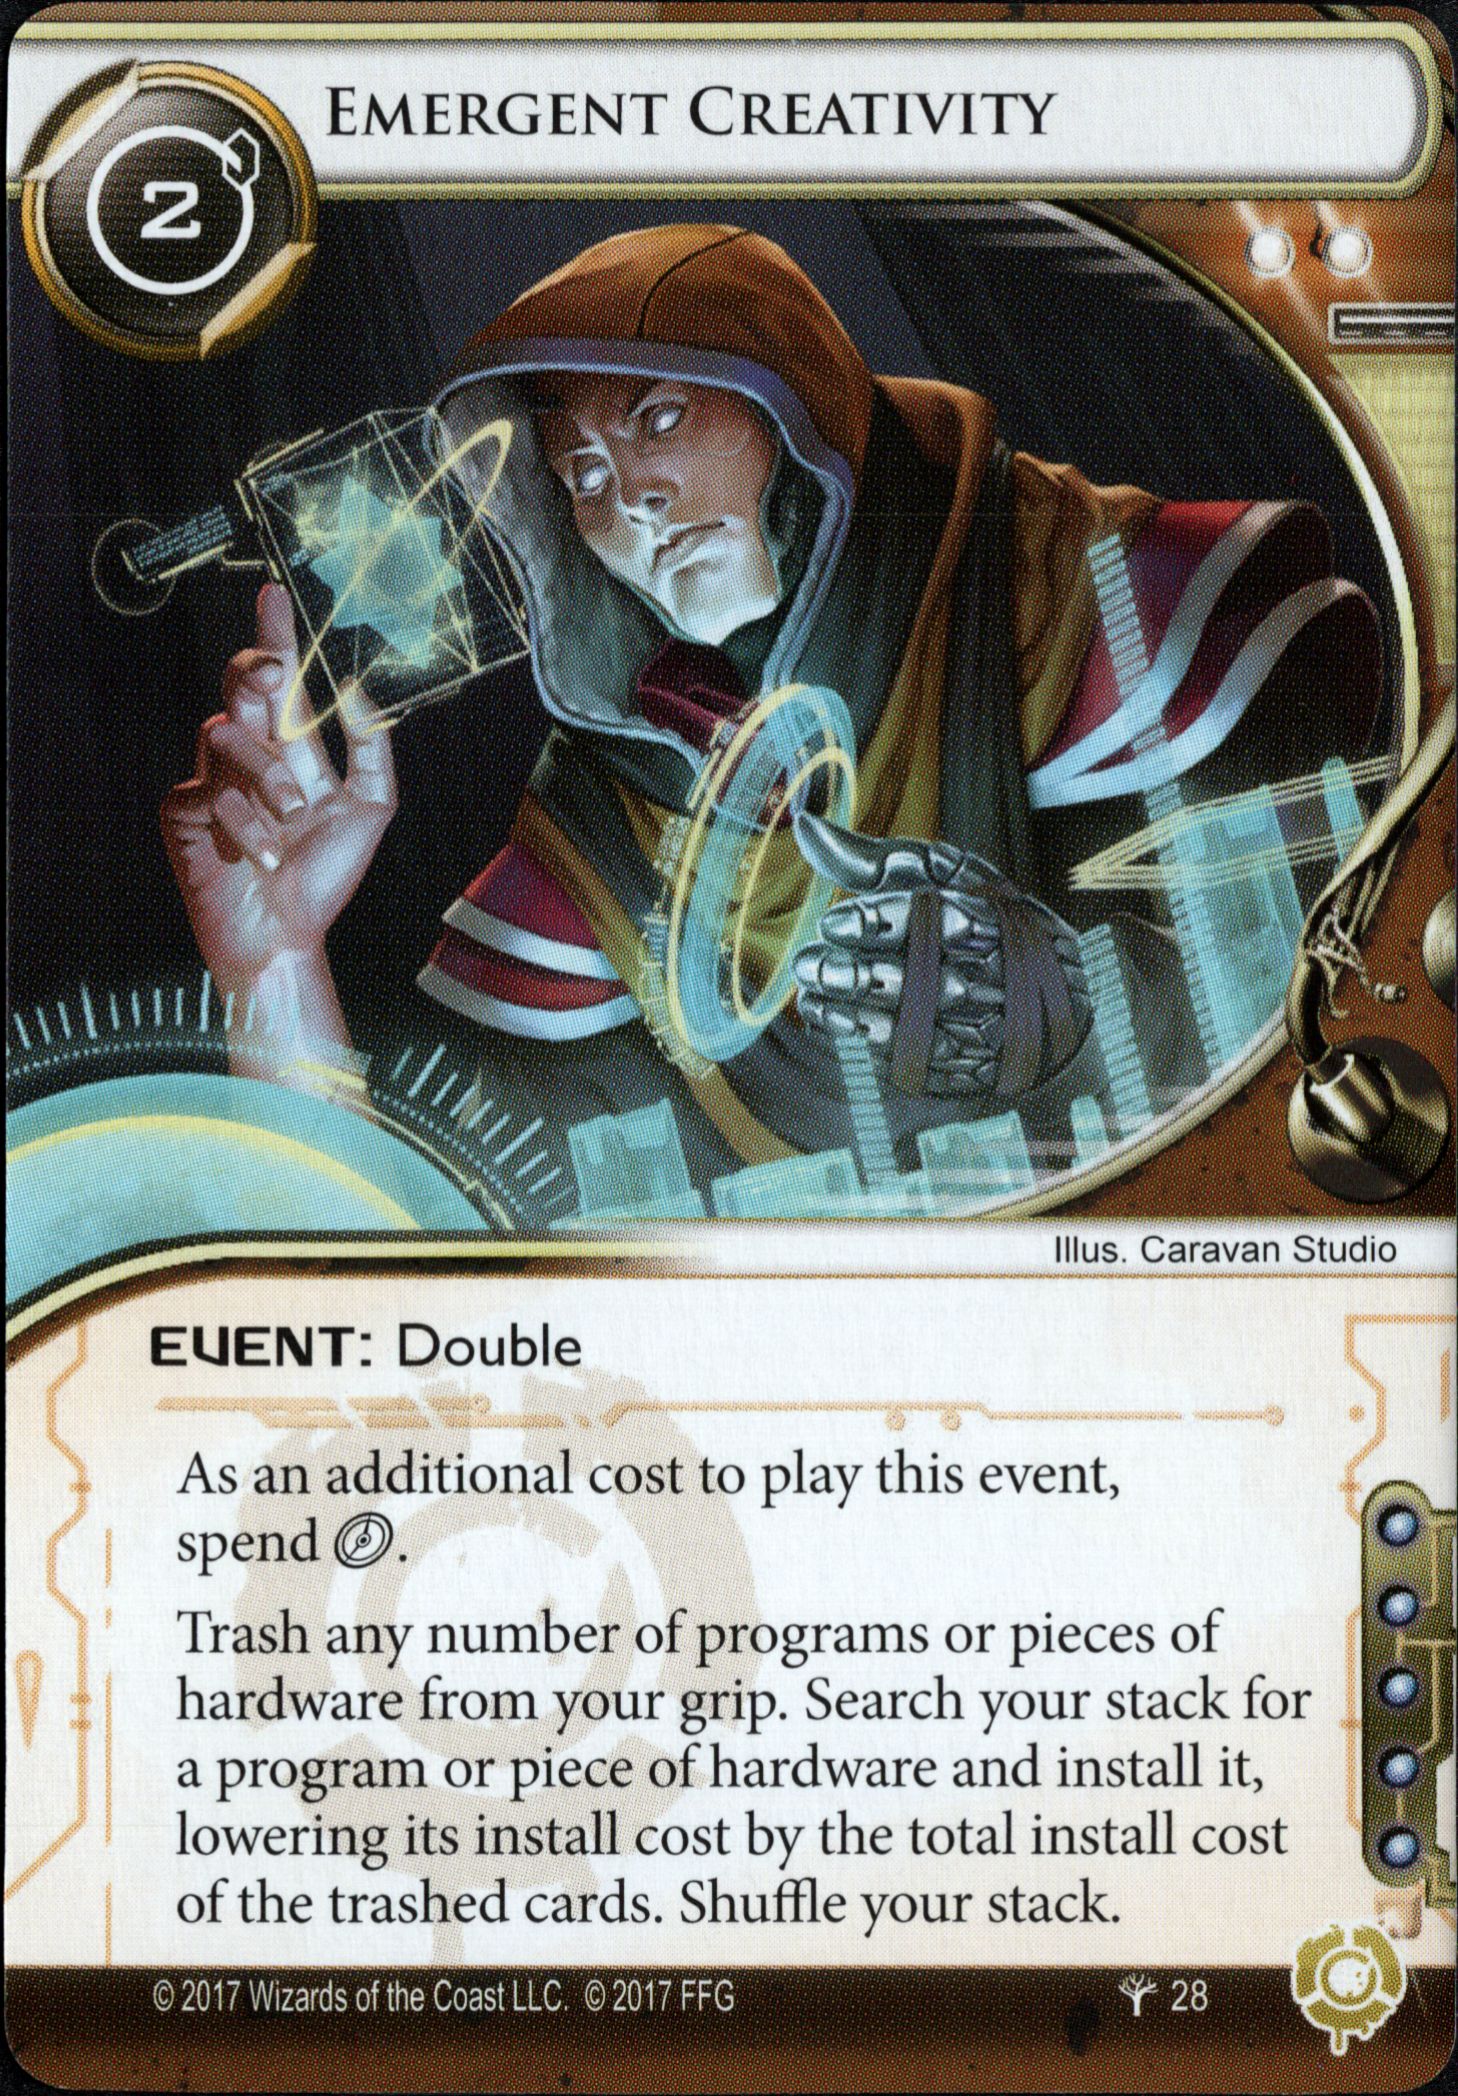 Emergent Creativity
2
Illus. Caravan Studio
EVENT: Double
As an additional cost to play this event,
spend .
Trash any number of programs or pieces of
hardware from your grip. Search your stack for
a program or piece of hardware and install it,
lowering its install cost by the total install cost
of the trashed cards. Shuffle your stack.
© 2017 Wizards of the Coast LLC. © 2017 FFG 28